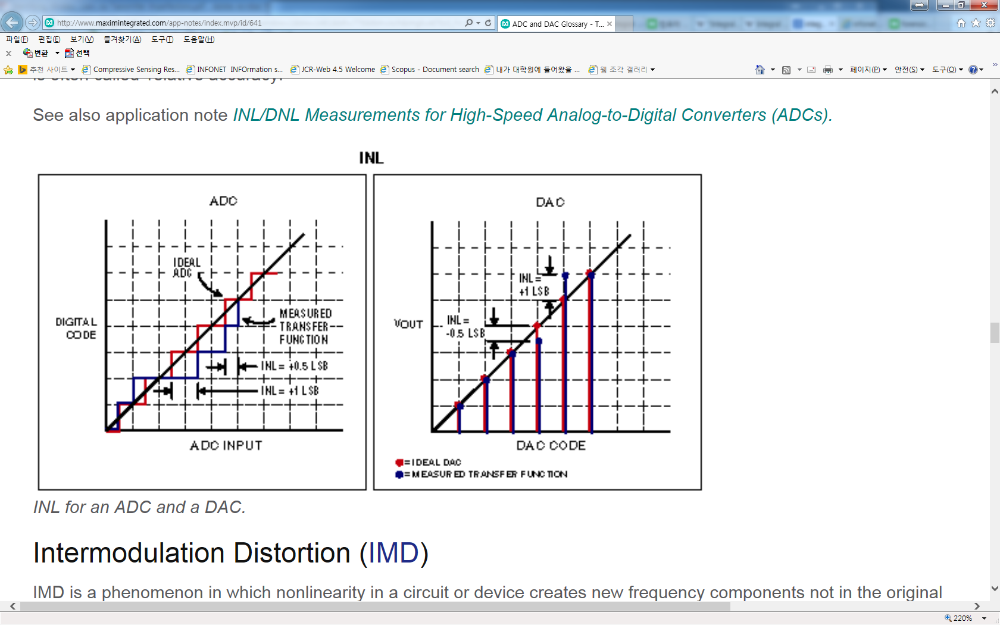 http://www.maximintegrated.com/app-notes/index.mvp/id/641
ADC and DAC Glossary - T...
파일(F) 편집(E) 보기(V) 즐겨찾기(A) 도구(T) 도움말(H)
변환 선택
추천 사이트 Compressive Sensing Res... INFONET INFOrmation s... JCR-Web 4.5 Welcome Scopus - Document search 내가 대학원에 들어왔을 ... 웹 조각 갤러리 페이지(P) 안전(S) 도구(O)
is often called relative accuracy.
See also application note INL/DNL Measurements for High-Speed Analog-to-Digital Converters (ADCs).
INL
ADC
IDEAL
ADC
DIGITAL
CODE
MEASURED
TRANSFER
FUNCTION
INL = +0.5 LSB
INL = +1 LSB
ADC INPUT
DAC
INL =
+1 LSB
INL =
-0.5 LSB
VOUT
DAC CODE
= IDEAL DAC
= MEASURED TRANSFER FUNCTION
INL for an ADC and a DAC.
Intermodulation Distortion (IMD)
IMD is a phenomenon in which nonlinearity in a circuit or device creates new frequency components not in the original
220%